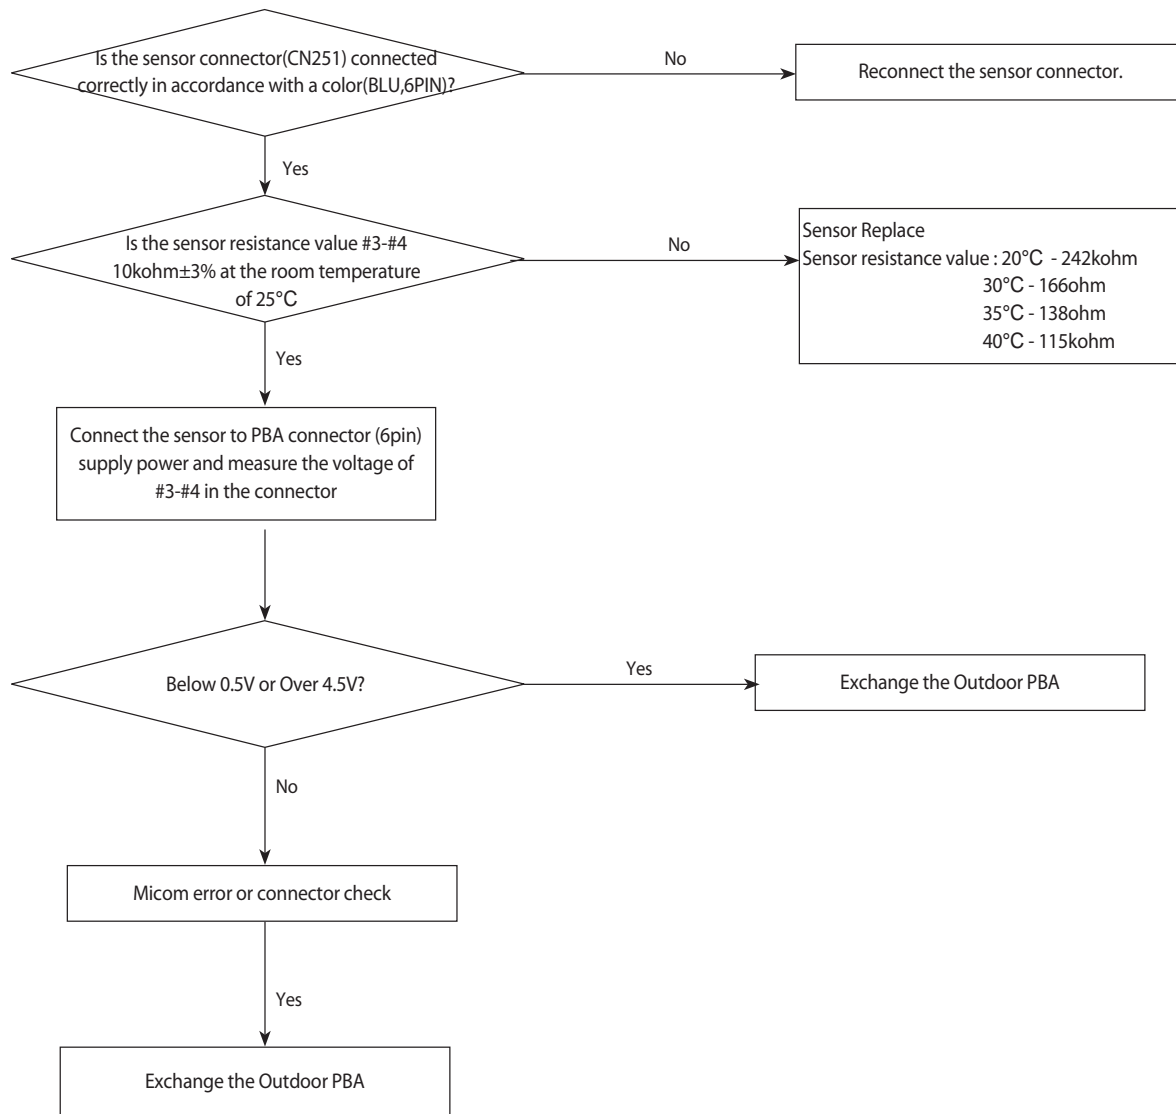 Is the sensor connector(CN251) connected
correctly in accordance with a color(BLU,6PIN)?
No
Reconnect the sensor connector.
Yes
Is the sensor resistance value #3-#4
10kohm±3% at the room temperature
of 25°C
No
Sensor Replace
Sensor resistance value : 20°C - 242kohm
30°C - 166ohm
35°C - 138ohm
40°C - 115kohm
Yes
Connect the sensor to PBA connector (6pin)
supply power and measure the voltage of
#3-#4 in the connector
Below 0.5V or Over 4.5V?
Yes
Exchange the Outdoor PBA
No
Micom error or connector check
Yes
Exchange the Outdoor PBA